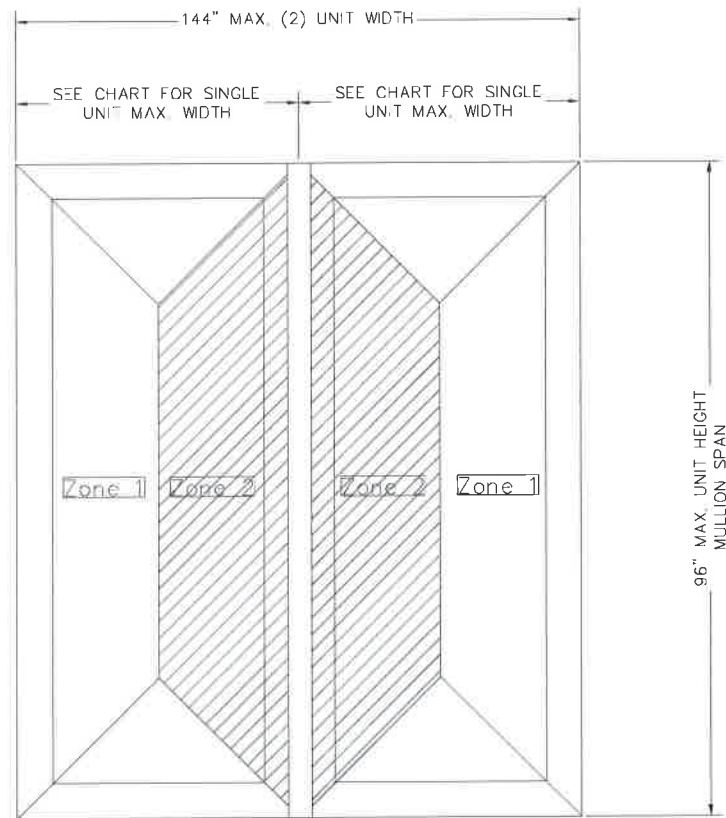 144" MAX. (2) UNIT WIDTH
SEE CHART FOR SINGLE
UNIT MAX. WIDTH
SEE CHART FOR SINGLE
UNIT MAX. WIDTH
Zone 1
Zone 2
Zone 2
Zone 1
96" MAX. UNIT HEIGHT
MULLION SPAN